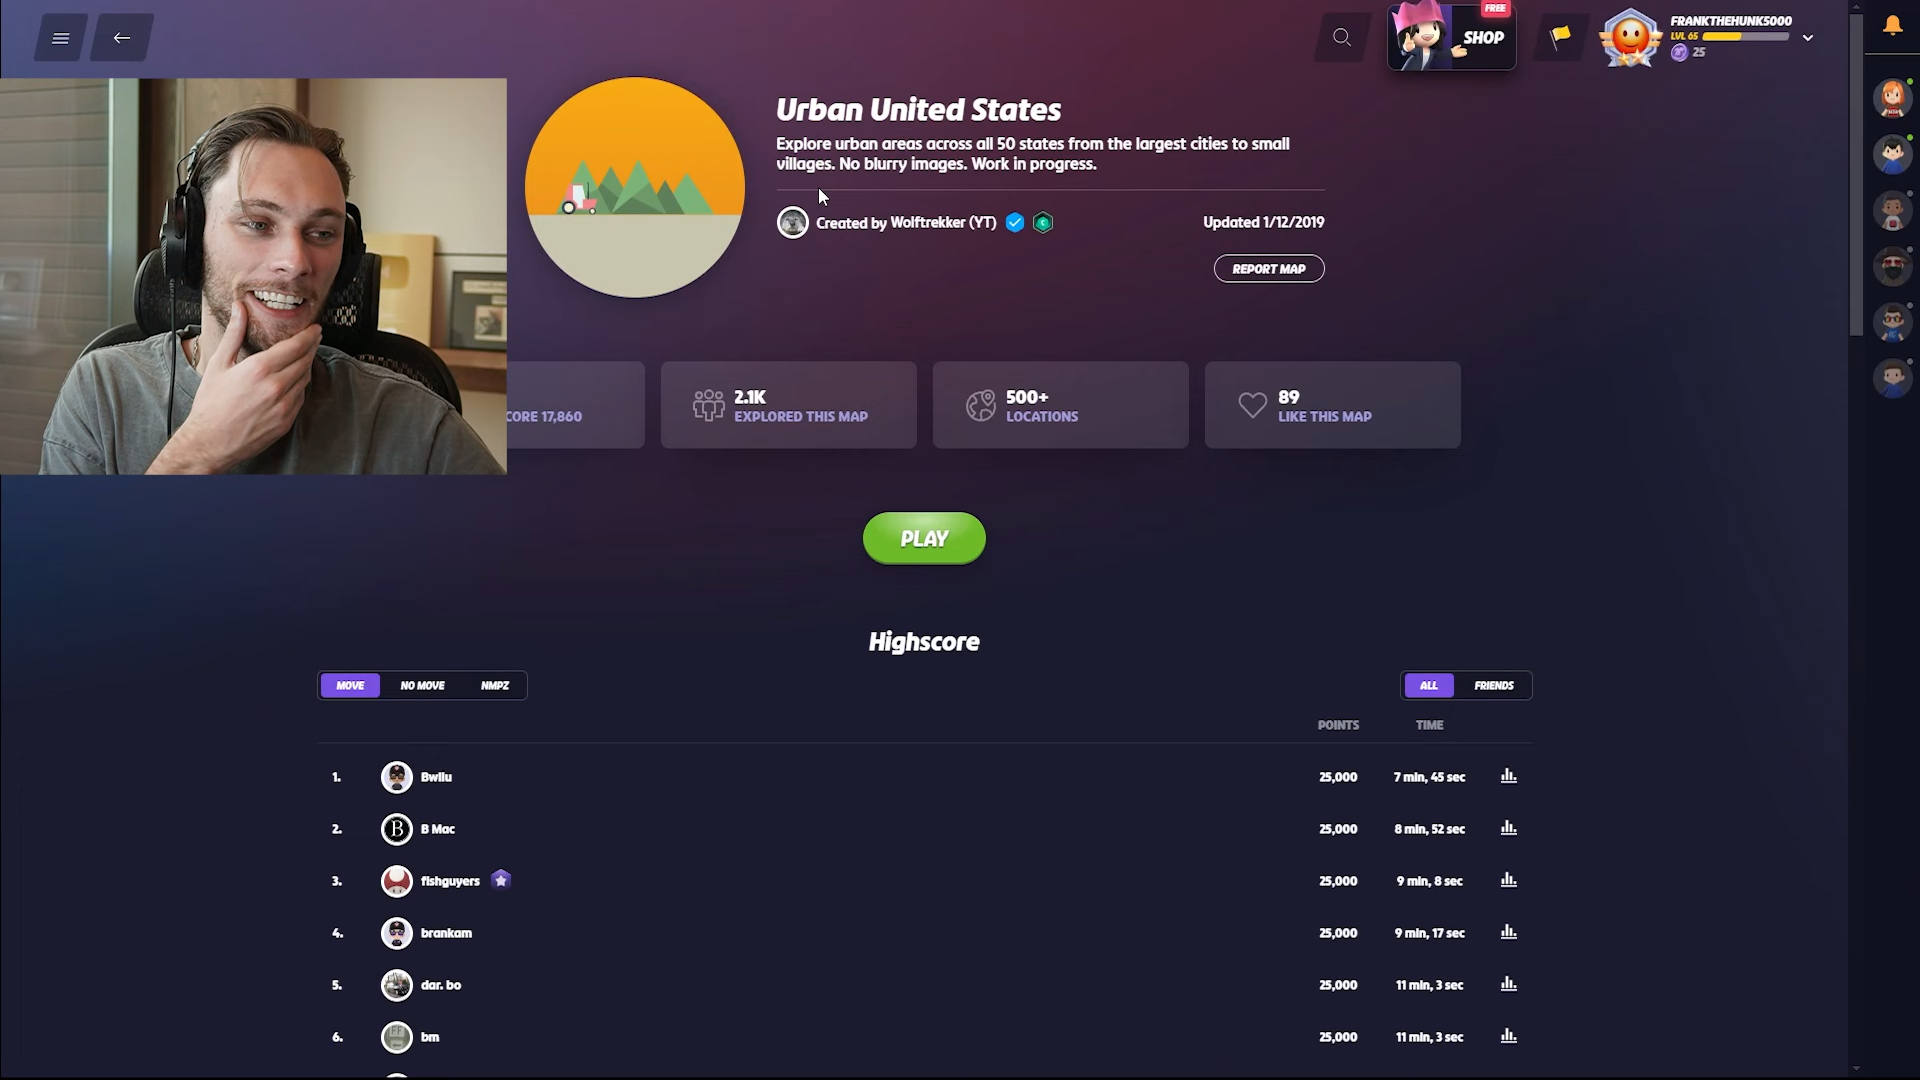 FREE
SHOP
FRANKTHEHUNK5000
LVL 65
25
Urban United States
Explore urban areas across all 50 states from the largest cities to small
villages. No blurry images. Work in progress.
Created by Wolftrekker (YT)
Updated 1/12/2019
REPORT MAP
CORE 17,860
2.1K
EXPLORED THIS MAP
500+
LOCATIONS
89
LIKE THIS MAP
PLAY
Highscore
MOVE NO MOVE NMPZ
ALL FRIENDS
POINTS TIME
1. Bwllu 25,000 7 min, 45 sec
2. B B Mac 25,000 8 min, 52 sec
3. fishguyers 25,000 9 min, 8 sec
4. brankam 25,000 9 min, 17 sec
5. dar. bo 25,000 11 min, 3 sec
6. bm 25,000 11 min, 3 sec